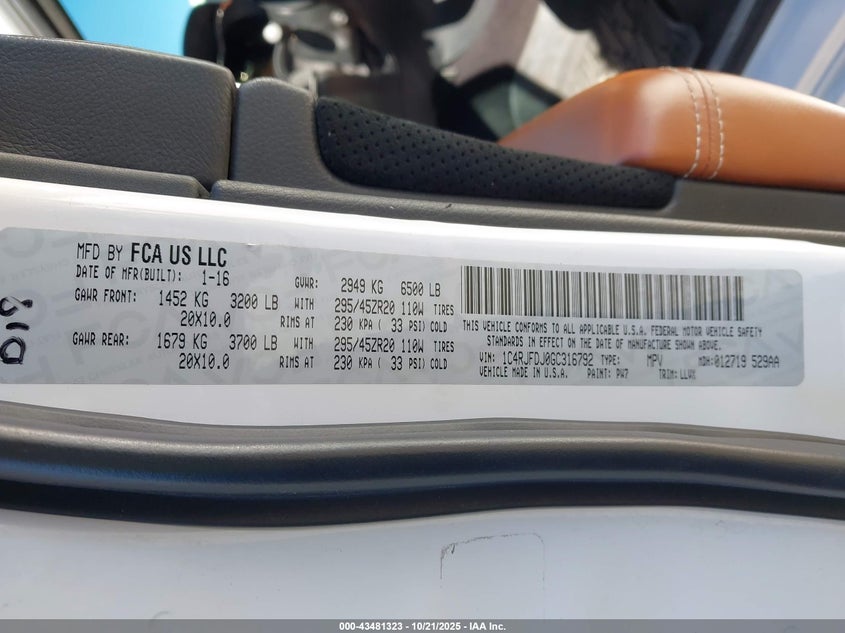 MFD BY FCA US LLC
DATE OF MFR(BUILT): 1-16 GVWR: 2949 KG 6500 LB
GAWR FRONT: 1452 KG 3200 LB WITH 295/45ZR20 110W TIRES
20X10.0 RIMS AT 230 KPA ( 33 PSI) COLD
GAWR REAR: 1679 KG 3700 LB WITH 295/45ZR20 110W TIRES
20X10.0 RIMS AT 230 KPA ( 33 PSI) COLD
THIS VEHICLE CONFORMS TO ALL APPLICABLE U.S.A. FEDERAL MOTOR VEHICLE SAFETY
STANDARDS IN EFFECT ON THE DATE OF MANUFACTURE SHOWN ABOVE.
VIN: 1C4RJFDJ0GC316792 TYPE: MPV MDH:012719 529AA
VEHICLE MADE IN U.S.A. PAINT: PW7 TRIM: LLVX
000-43481323 - 10/21/2025 - IAA Inc.